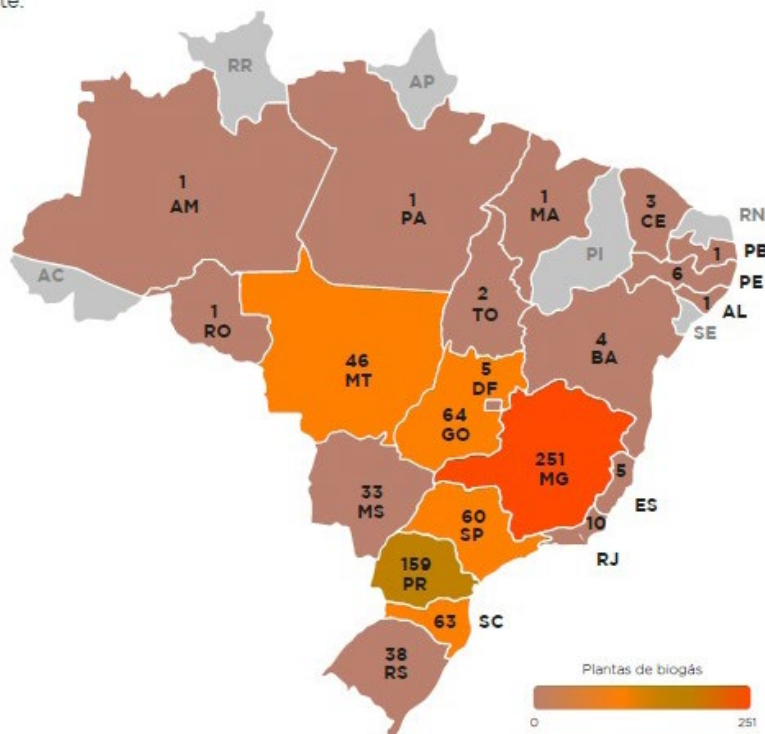 te.
RR
AP
1
AM
1
PA
1
MA
3
CE
RN
PI
1 PB
6 PE
AC
1
RO
2
TO
1 AL
SE
46
MT
4
BA
5
DF
64
GO
251
MG
5
ES
33
MS
60
SP
10
RJ
159
PR
63 SC
38
RS
Plantas de biogás
0 251